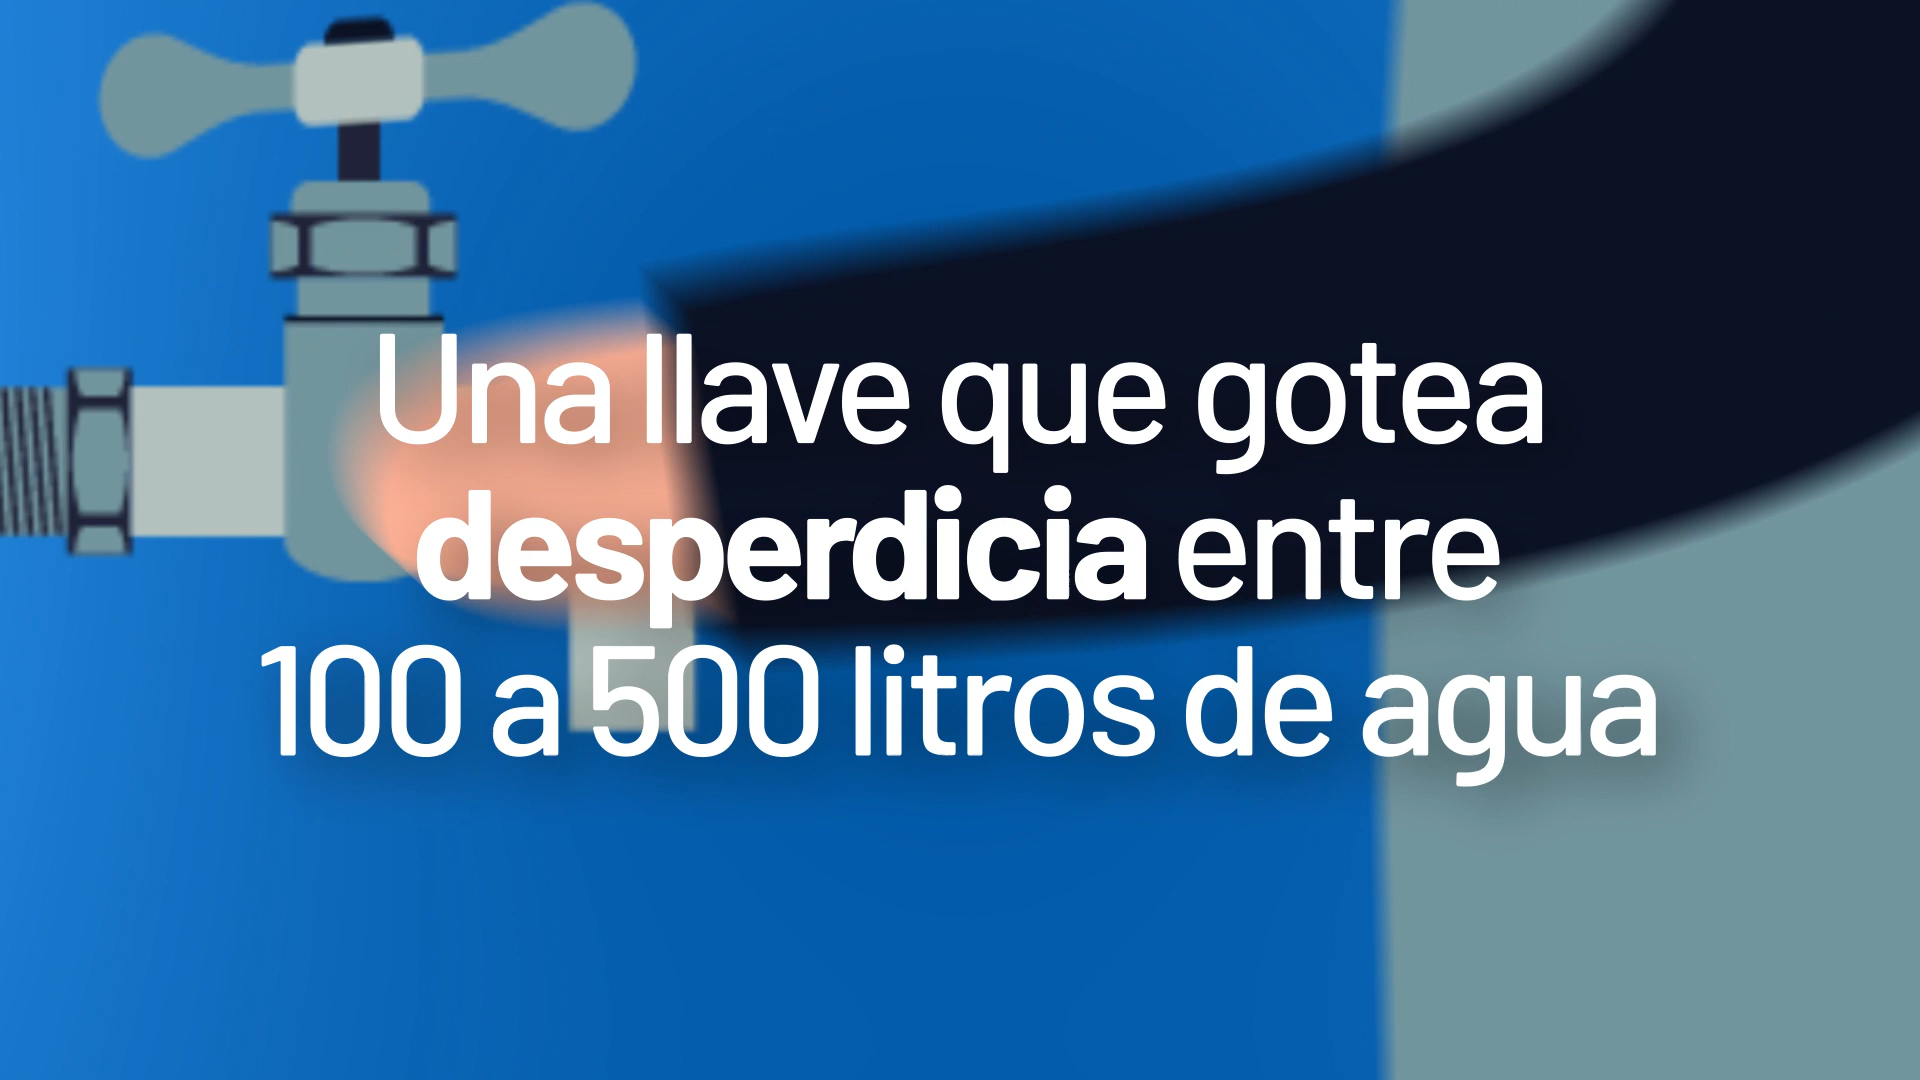 Una llave que gotea
desperdicia entre
100 a 500 litros de agua